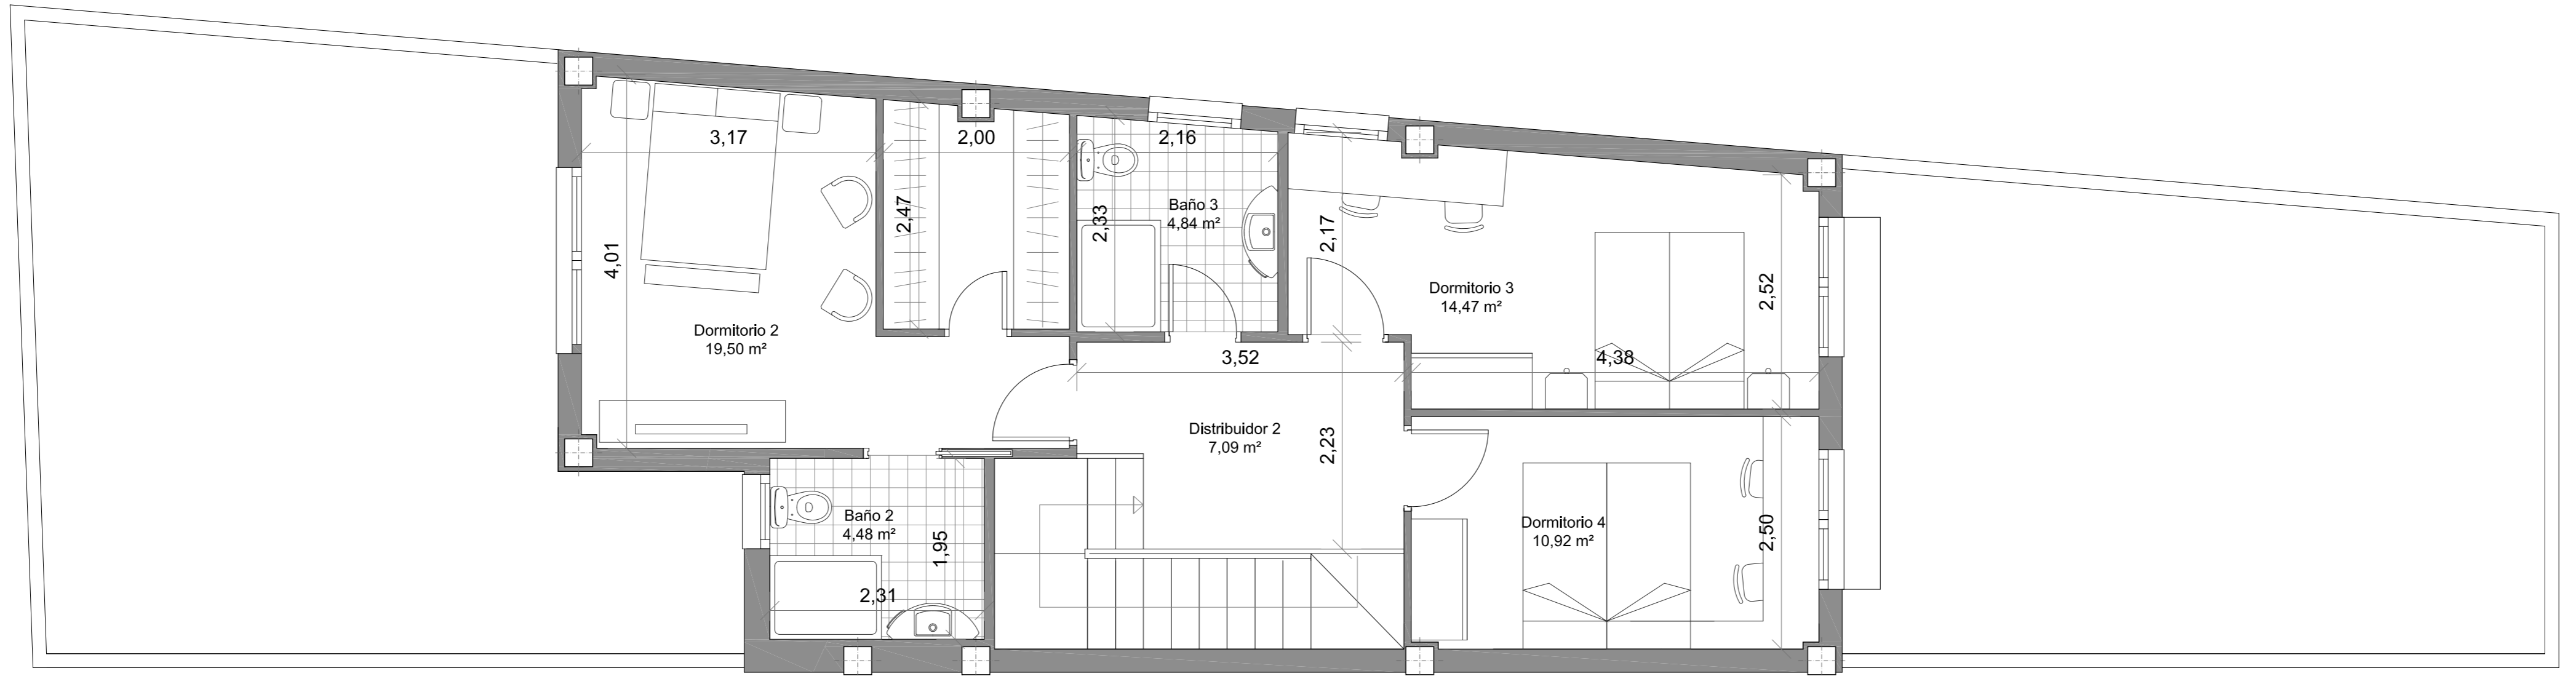 3,17
2,00
2,16
2,47
2,33
Baño 3
4,84 m²
2,17
4,01
Dormitorio 3
14,47 m²
2,52
Dormitorio 2
19,50 m²
3,52
4,38
Distribuidor 2
7,09 m²
2,23
Baño 2
4,48 m²
1,95
Dormitorio 4
10,92 m²
2,50
2,31